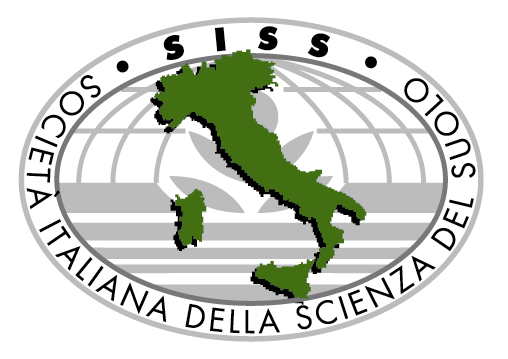 • SISS •
SOCIETÀ ITALIANA DELLA SCIENZA DEL SUOLO